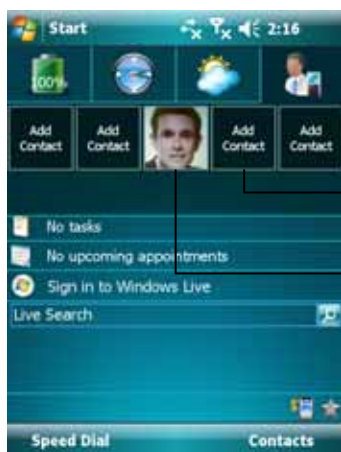 Start 2:16
100%
Add Contact Add Contact Add Contact Add Contact
No tasks
No upcoming appointments
Sign in to Windows Live
Live Search
Speed Dial Contacts